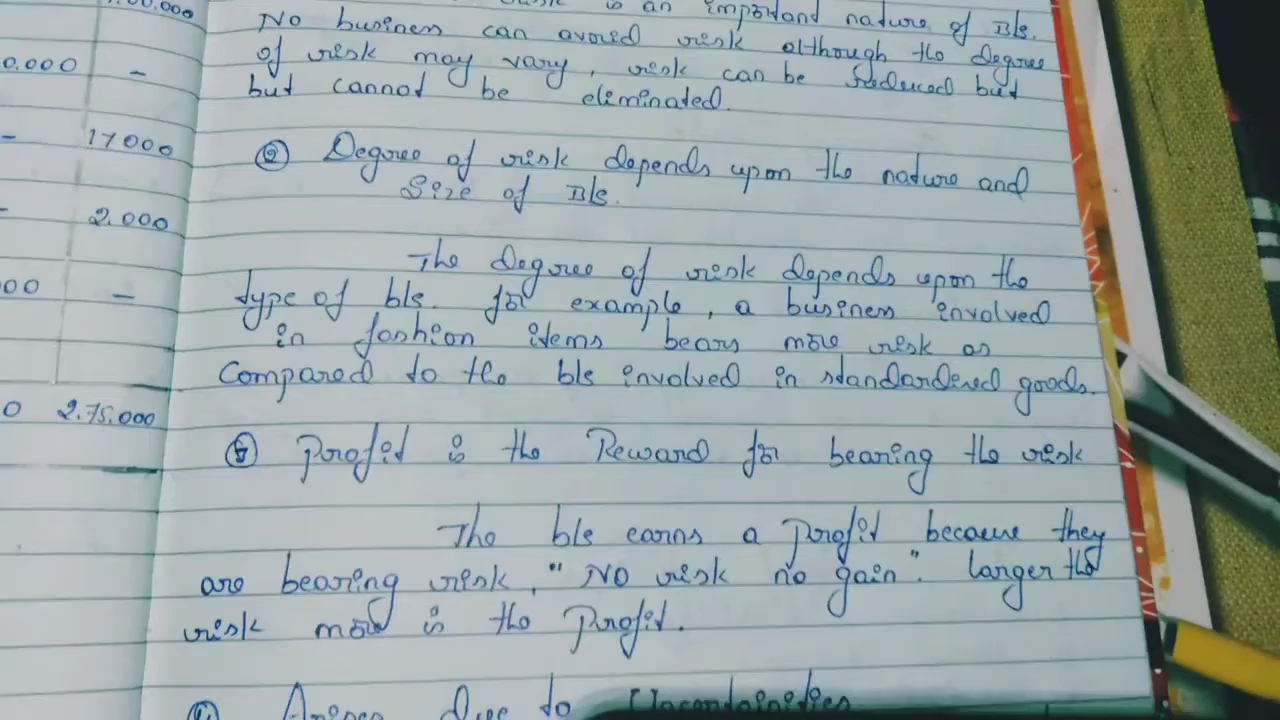 is an important nature of B/s.
No business can avored risk although the degree
of risk may vary, risk can be Reduced but
but cannot be eliminated.
② Degree of risk depends upon the nature and
Size of B/s.
The degree of risk depends upon the
type of b/s. for example, a business involved
in fashion items bears more risk as
Compared to the b/s involved in standardered goods.
③ Profit is the Reward for bearing the risk
The b/s earns a Profit because they
are bearing risk, "No risk no gain". larger the
risk more is the Profit.
Due to
0.000 -
- 17000
- 2.000
00 -
0 2.75.000